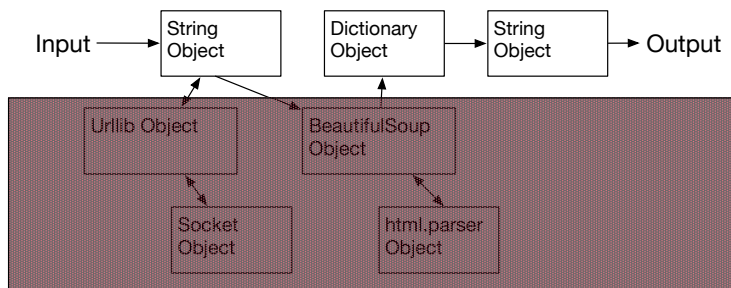 Input
String
Object
Dictionary
Object
String
Object
Output
Urllib Object
BeautifulSoup
Object
Socket
Object
html.parser
Object